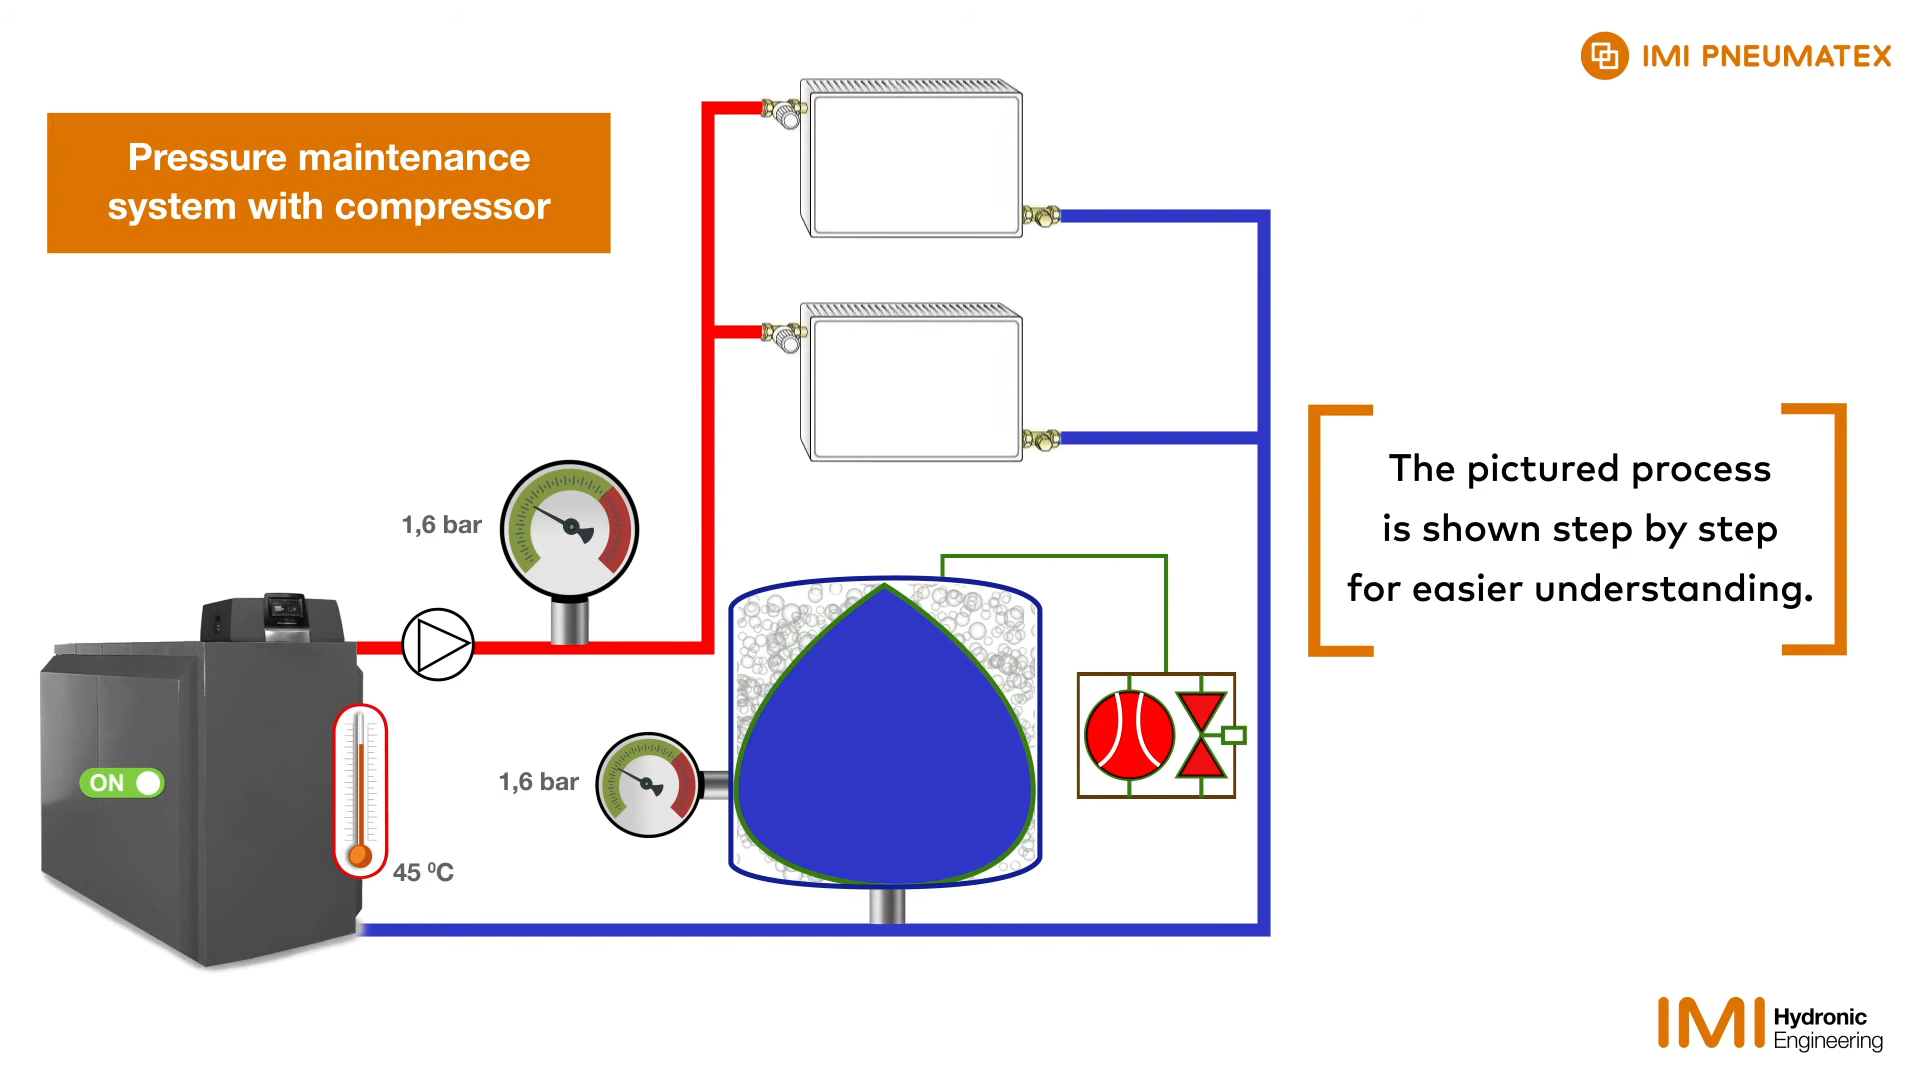 IMI PNEUMATEX
Pressure maintenance
system with compressor
The pictured process
is shown step by step
for easier understanding.
1,6 bar
1,6 bar
ON
45 ⁰C
IMI Hydronic
Engineering